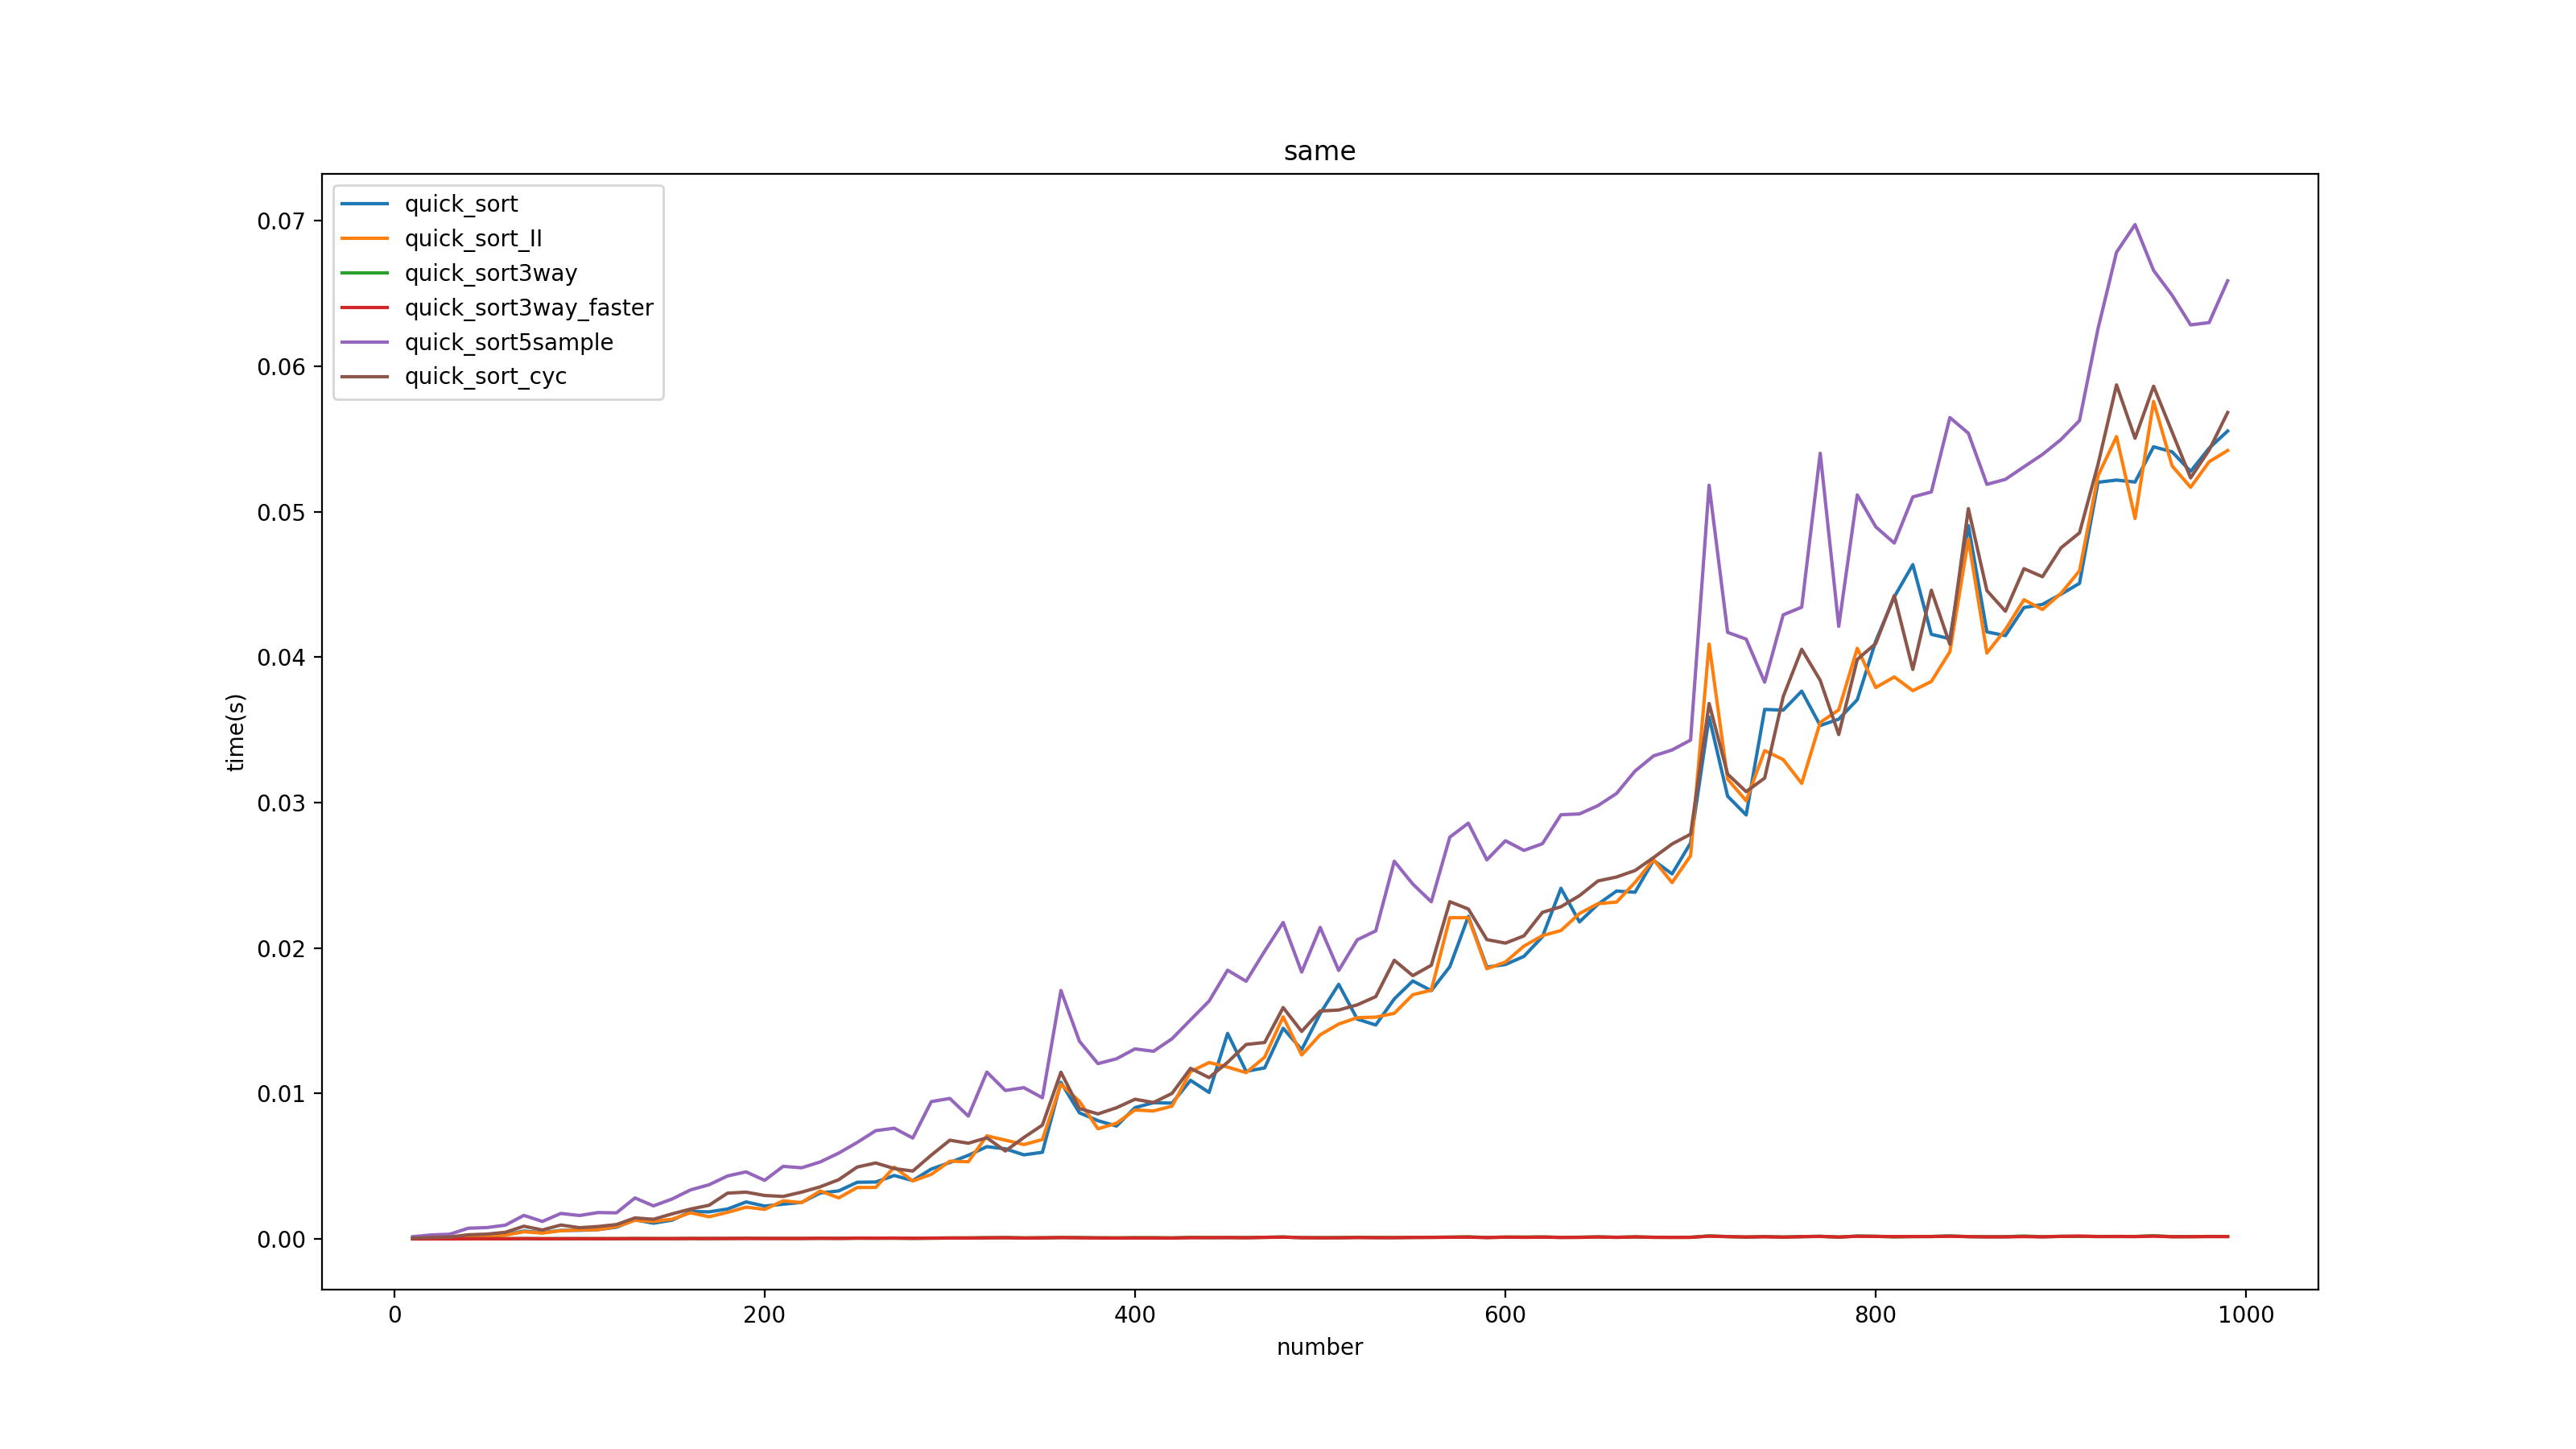 same
quick_sort
quick_sort_II
quick_sort3way
quick_sort3way_faster
quick_sort5sample
quick_sort_cyc
0.07
0.06
0.05
0.04
0.03
0.02
0.01
0.00
time(s)
0 200 400 600 800 1000
number